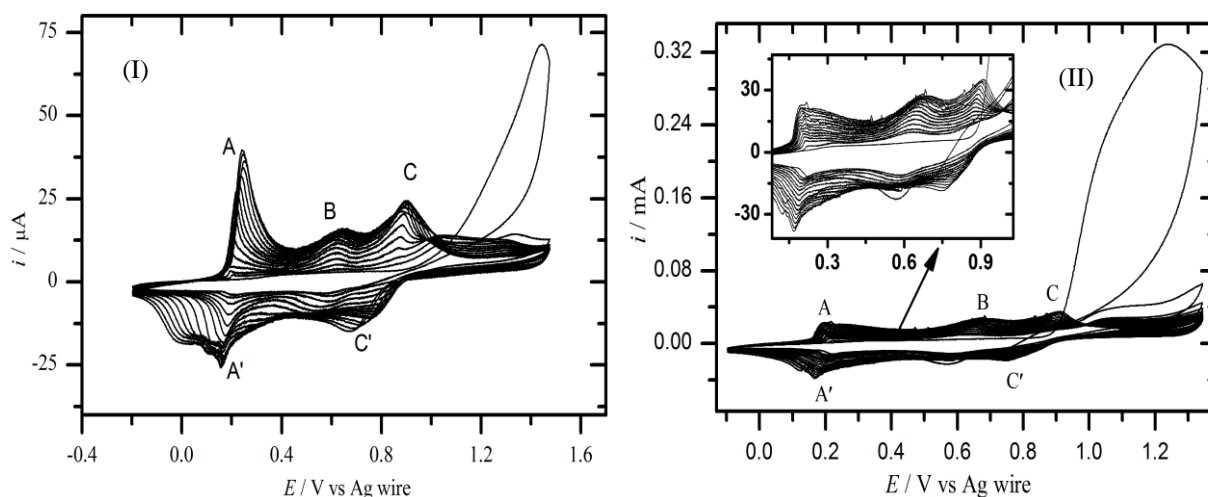 (I)
75
50
25
0
-25
i / µA
A
B
C
A'
C'
-0.4
0.0
0.4
0.8
1.2
1.6
E / V vs Ag wire
(II)
0.32
0.24
0.16
0.08
0.00
i / mA
30
0
-30
0.3
0.6
0.9
A
B
C
A'
C'
0.0
0.2
0.4
0.6
0.8
1.0
1.2
E / V vs Ag wire